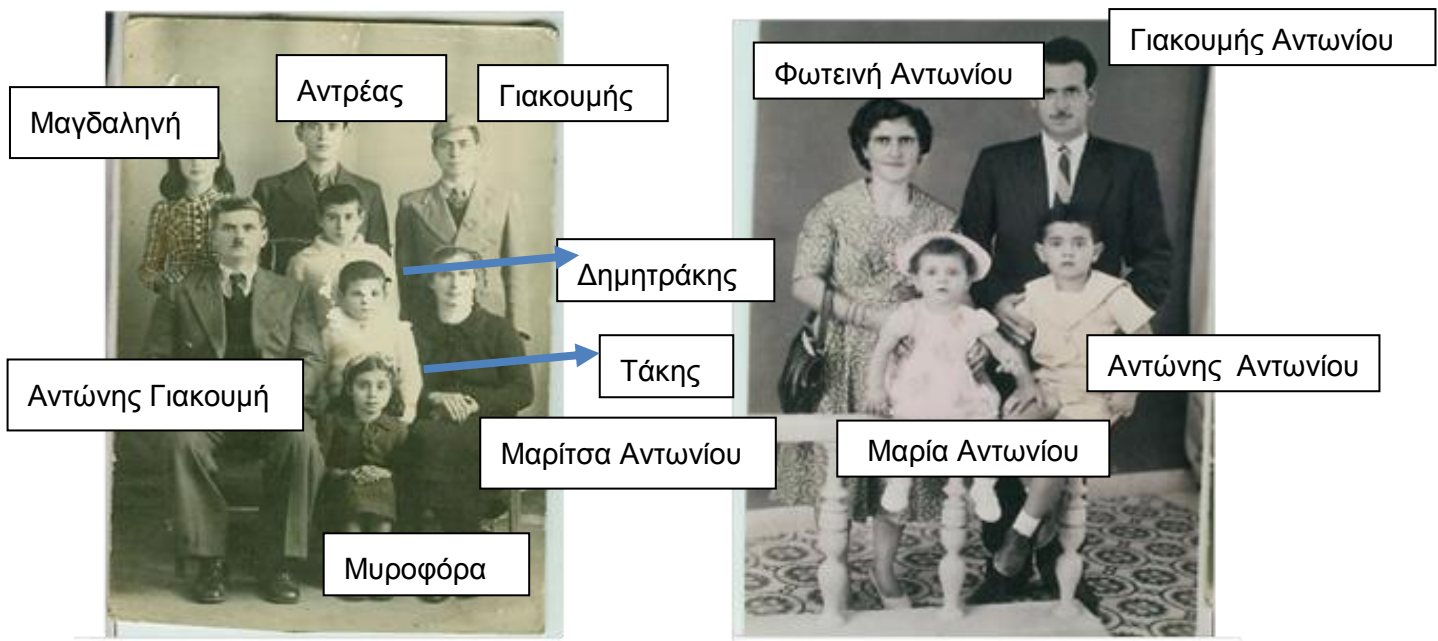 Μαγδαληνή
Αντρέας
Γιακουμής
Δημητράκης
Τάκης
Αντώνης Γιακουμή
Μαρίτσα Αντωνίου
Μυροφόρα
Φωτεινή Αντωνίου
Γιακουμής Αντωνίου
Αντώνης Αντωνίου
Μαρία Αντωνίου